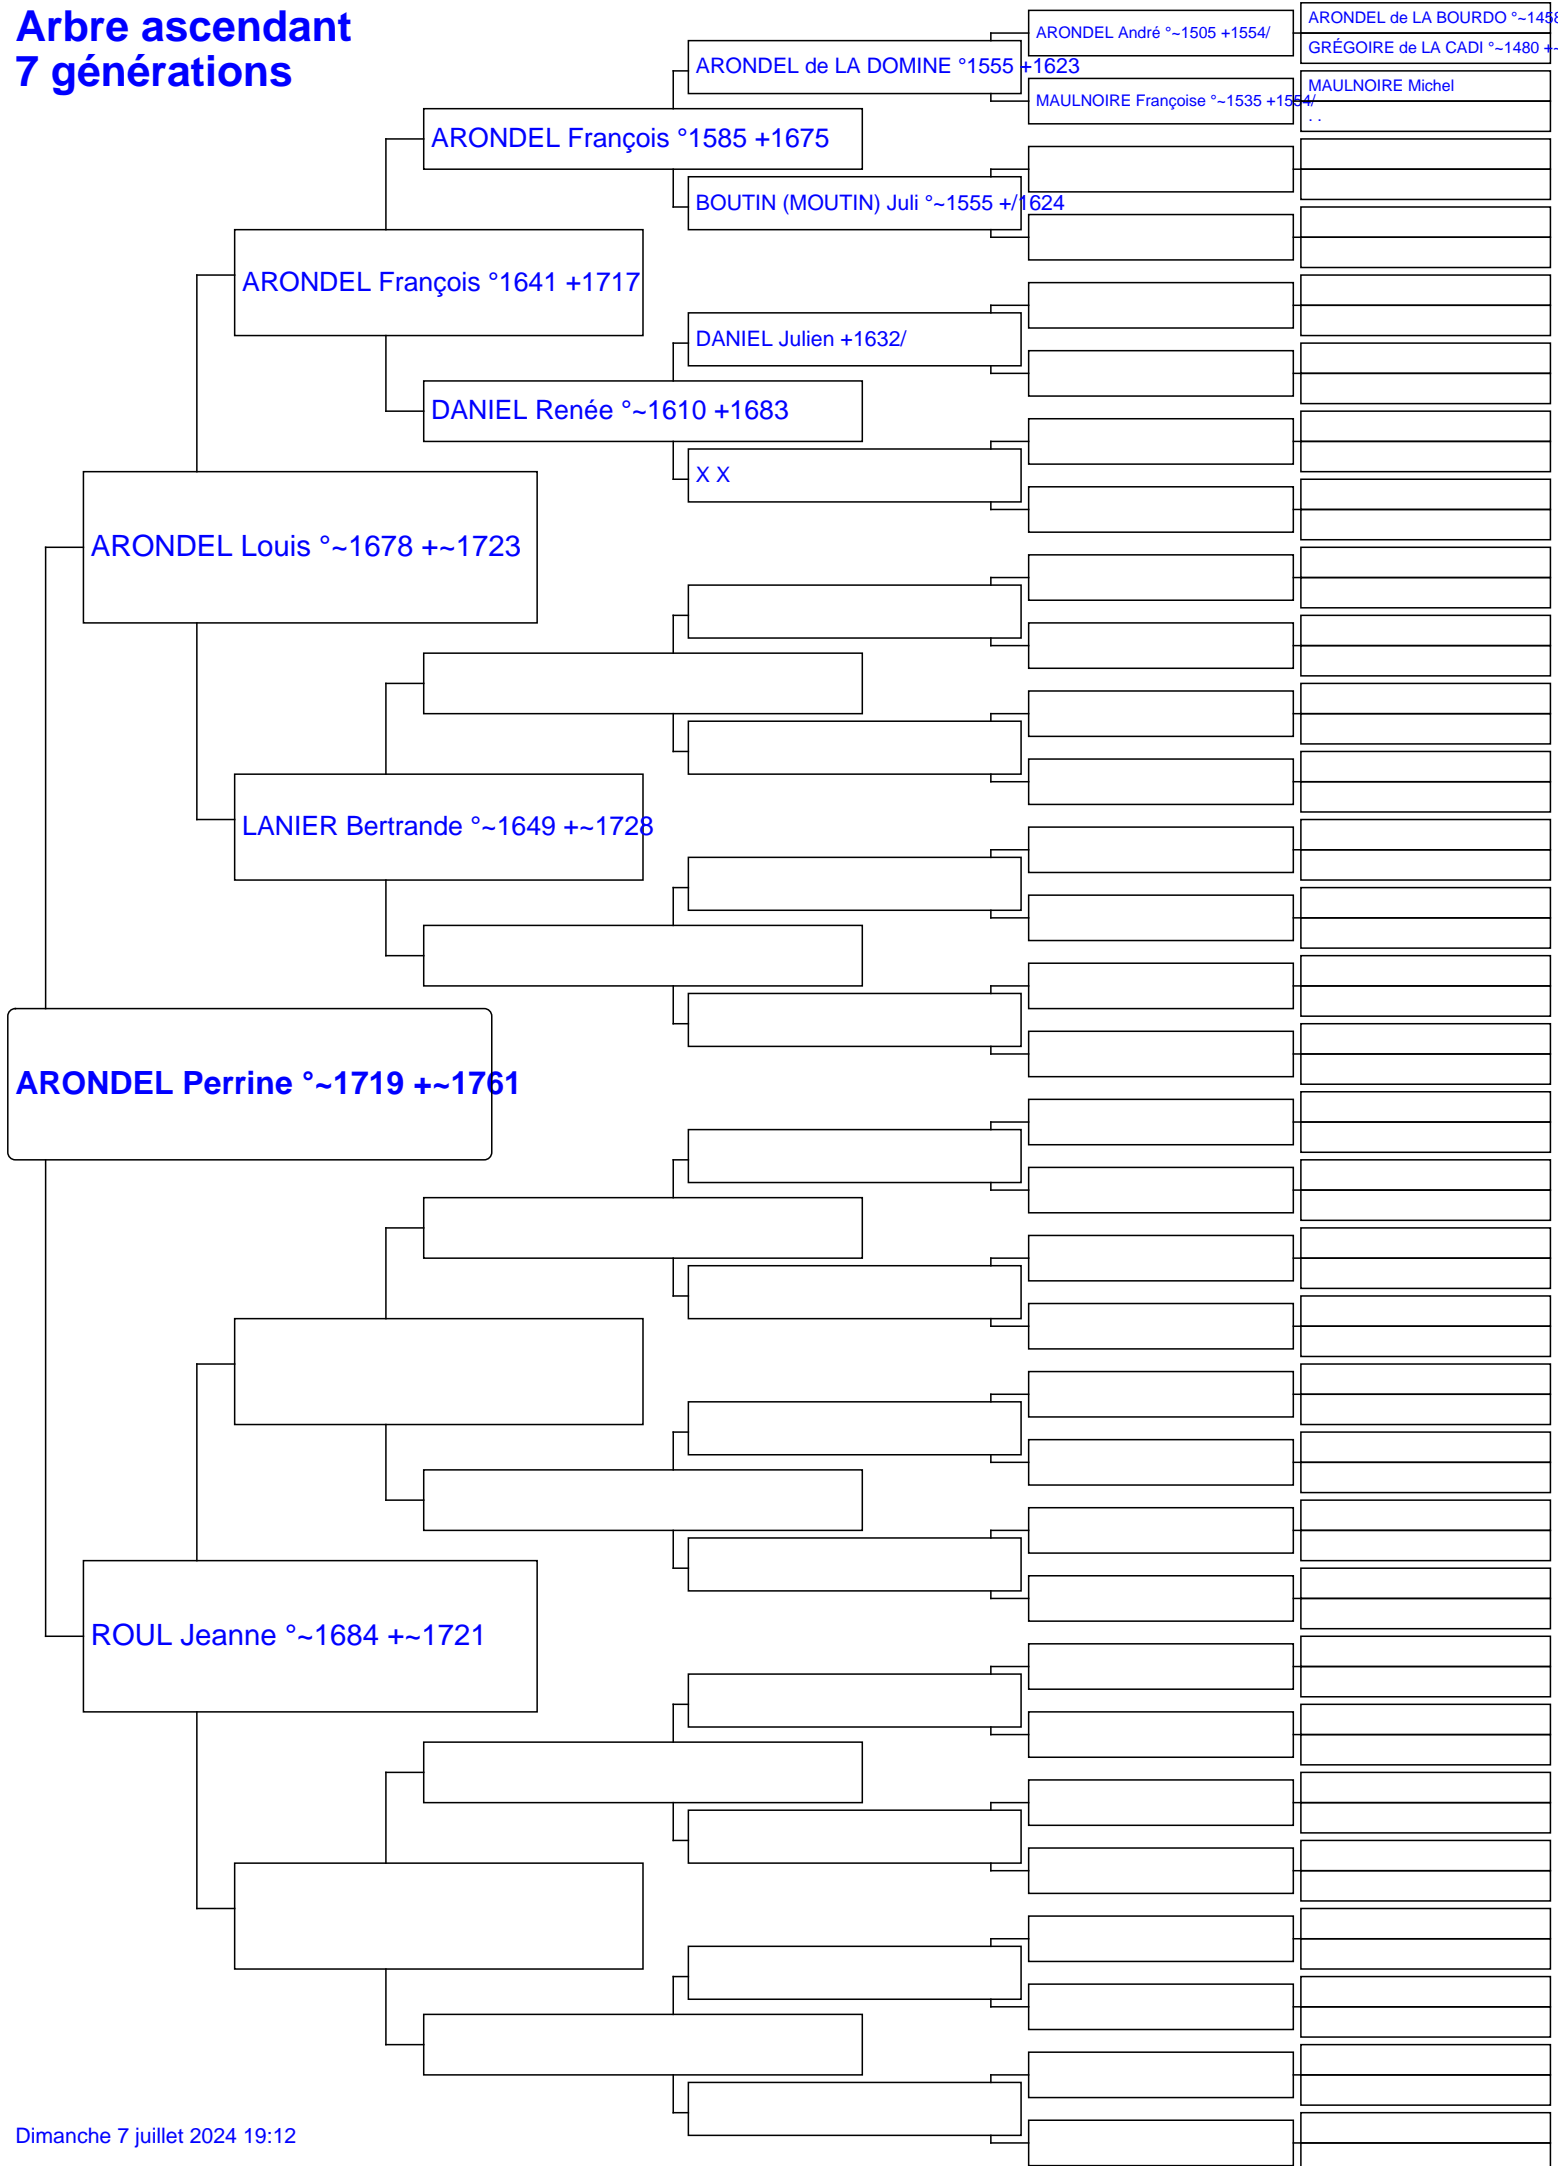 Arbre ascendant
7 générations
ARONDEL de LA BOURDO °~1458
GRÉGOIRE de LA CADI °~1480 +~
ARONDEL André °~1505 +1554/
MAULNOIRE Michel
. .
MAULNOIRE Françoise °~1535 +1554/
ARONDEL de LA DOMINE °1555 +1623
ARONDEL François °1585 +1675
BOUTIN (MOUTIN) Juli °~1555 +/1624
ARONDEL François °1641 +1717
DANIEL Julien +1632/
DANIEL Renée °~1610 +1683
X X
ARONDEL Louis °~1678 +~1723
LANIER Bertrande °~1649 +~1728
ARONDEL Perrine °~1719 +~1761
ROUL Jeanne °~1684 +~1721
Dimanche 7 juillet 2024 19:12